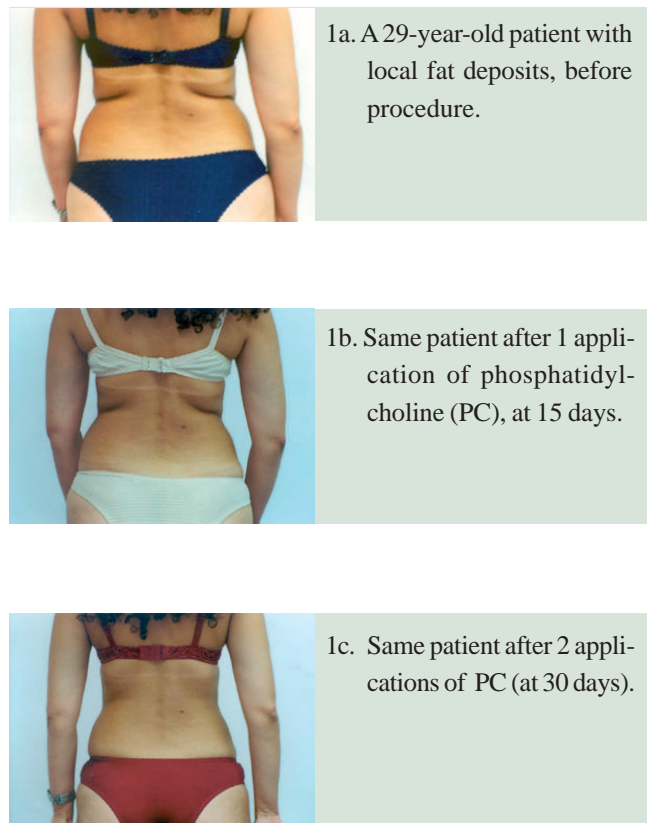 1a. A 29-year-old patient with
local fat deposits, before
procedure.
1b. Same patient after 1 appli-
cation of phosphatidyl-
choline (PC), at 15 days.
1c. Same patient after 2 appli-
cations of PC (at 30 days).